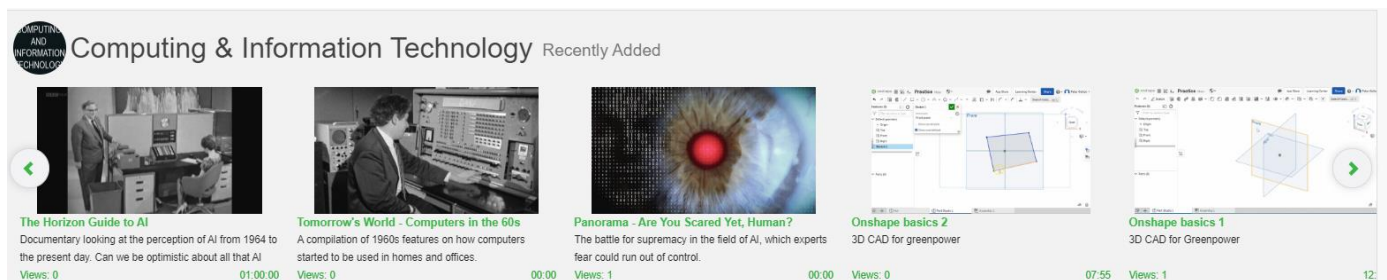 COMPUTING
AND
INFORMATION
TECHNOLOGY
Computing & Information Technology Recently Added
The Horizon Guide to AI
Documentary looking at the perception of AI from 1964 to
the present day. Can we be optimistic about all that AI
Views: 0 01:00:00
Tomorrow's World - Computers in the 60s
A compilation of 1960s features on how computers
started to be used in homes and offices.
Views: 0 00:00
Panorama - Are You Scared Yet, Human?
The battle for supremacy in the field of AI, which experts
fear could run out of control.
Views: 1 00:00
Practice
Onshape basics 2
3D CAD for greenpower
Views: 0 07:55
Practice
Onshape basics 1
3D CAD for Greenpower
Views: 1 12: